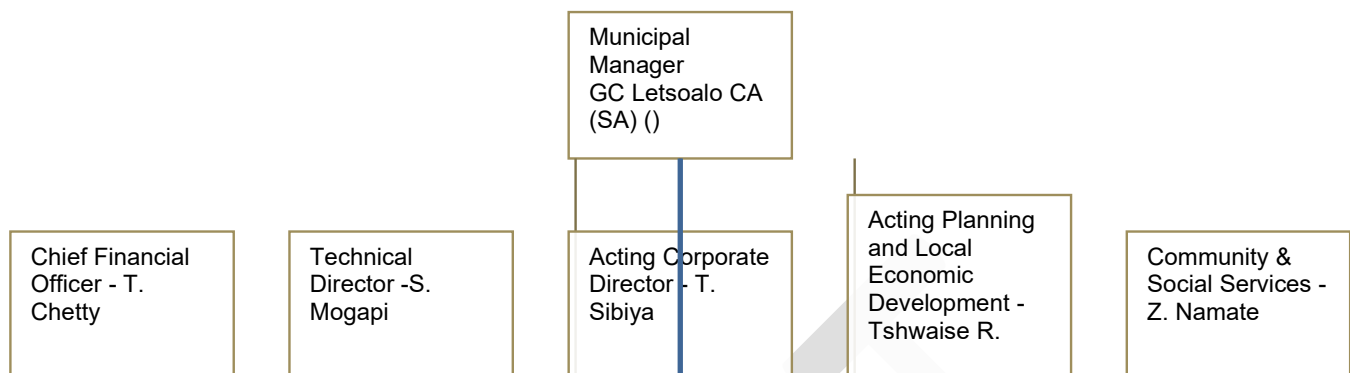 Municipal
Manager
GC Letsoalo CA
(SA) ()
Chief Financial
Officer - T.
Chetty
Technical
Director -S.
Mogapi
Acting Corporate
Director - T.
Sibiya
Acting Planning
and Local
Economic
Development -
Tshwaise R.
Community &
Social Services -
Z. Namate